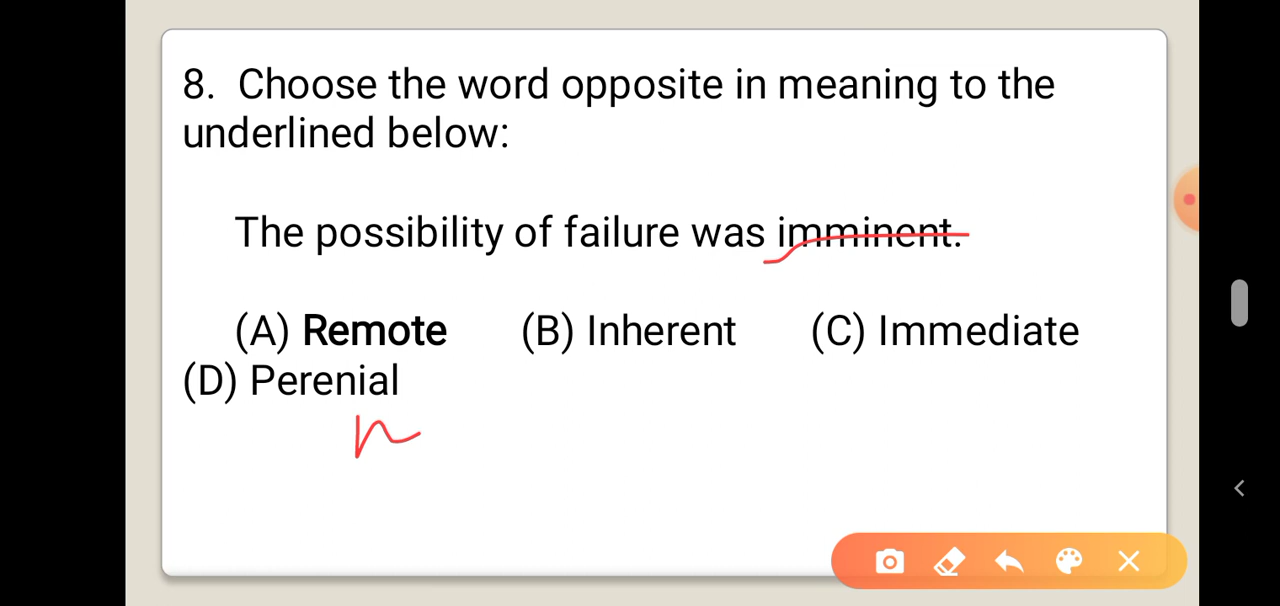 8. Choose the word opposite in meaning to the
underlined below:
The possibility of failure was imminent.
(A) Remote (B) Inherent (C) Immediate
(D) Perenial
n